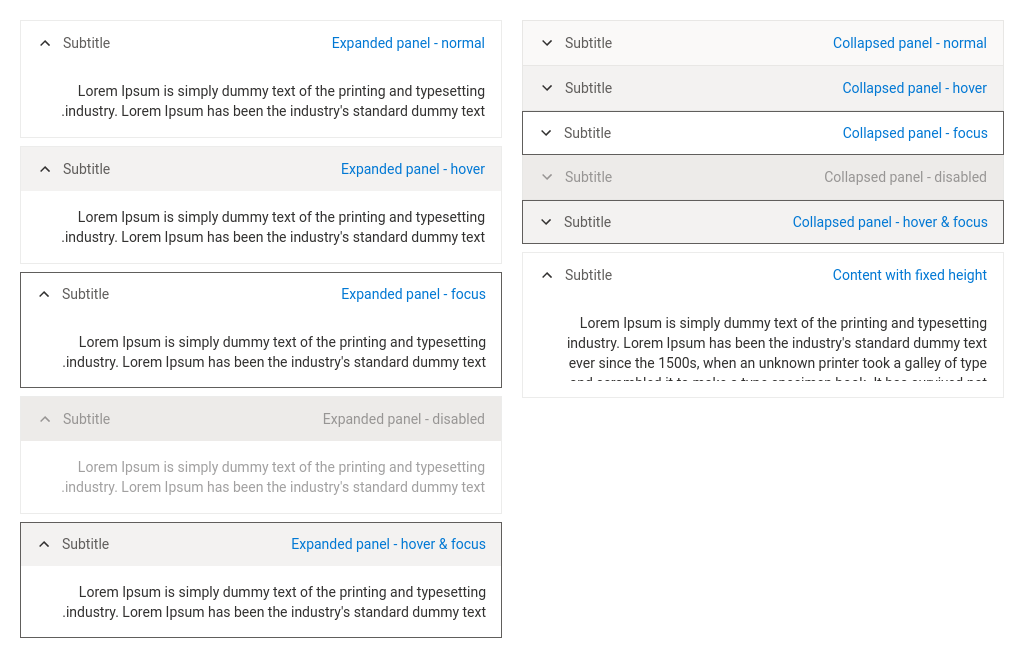 Subtitle Expanded panel - normal
Lorem Ipsum is simply dummy text of the printing and typesetting
.industry. Lorem Ipsum has been the industry's standard dummy text
Subtitle Expanded panel - hover
Lorem Ipsum is simply dummy text of the printing and typesetting
.industry. Lorem Ipsum has been the industry's standard dummy text
Subtitle Expanded panel - focus
Lorem Ipsum is simply dummy text of the printing and typesetting
.industry. Lorem Ipsum has been the industry's standard dummy text
Subtitle Expanded panel - disabled
Lorem Ipsum is simply dummy text of the printing and typesetting
.industry. Lorem Ipsum has been the industry's standard dummy text
Subtitle Expanded panel - hover & focus
Lorem Ipsum is simply dummy text of the printing and typesetting
.industry. Lorem Ipsum has been the industry's standard dummy text
Subtitle Collapsed panel - normal
Subtitle Collapsed panel - hover
Subtitle Collapsed panel - focus
Subtitle Collapsed panel - disabled
Subtitle Collapsed panel - hover & focus
Subtitle Content with fixed height
Lorem Ipsum is simply dummy text of the printing and typesetting
industry. Lorem Ipsum has been the industry's standard dummy text
ever since the 1500s, when an unknown printer took a galley of type